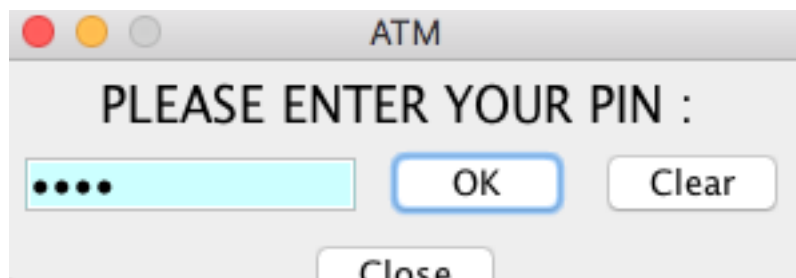 ATM
PLEASE ENTER YOUR PIN :
••••
OK
Clear
Close